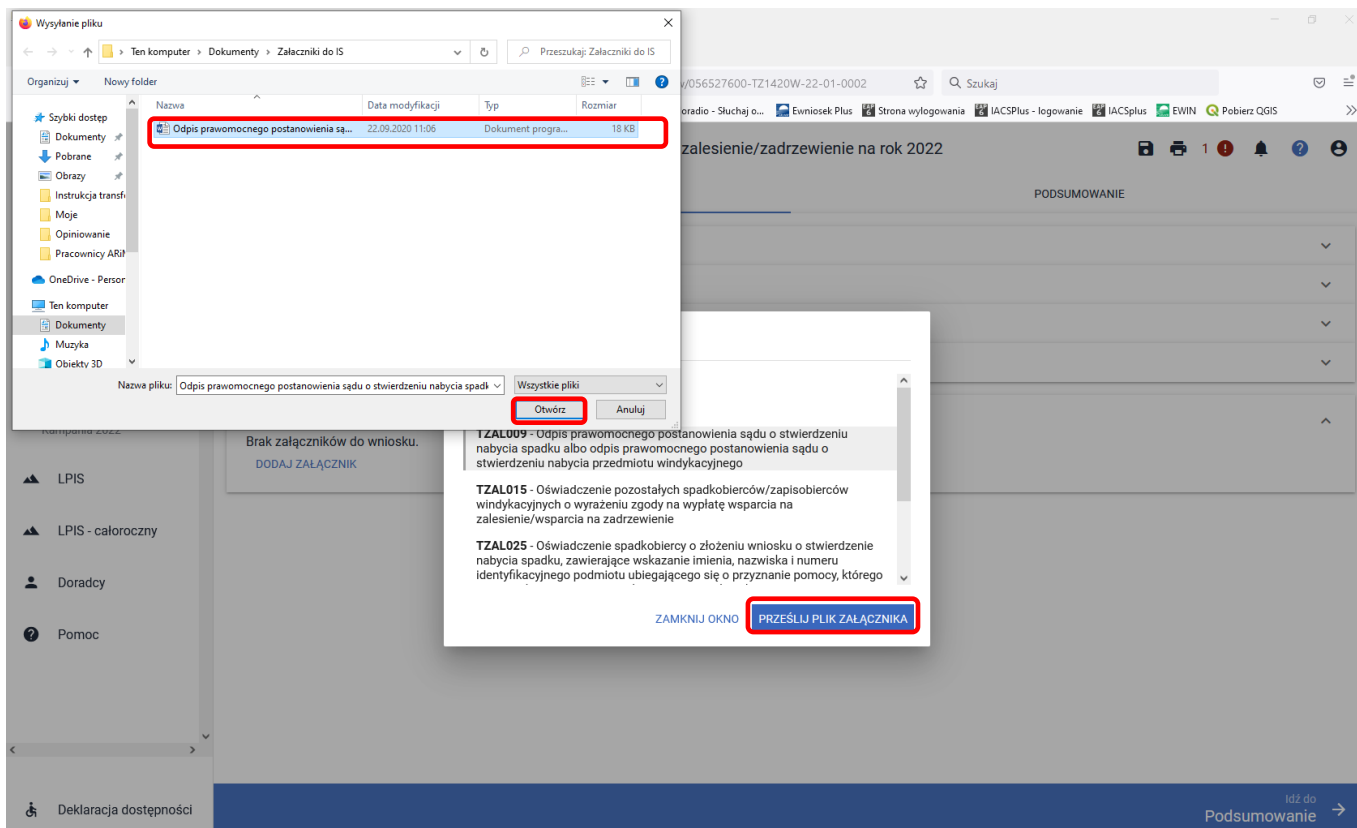 Wysyłanie pliku
Ten komputer > Dokumenty > Załaczniki do IS
Przeszukaj: Załaczniki do IS
Organizuj
Nowy folder
Nazwa
Data modyfikacji
Typ
Rozmiar
Szybki dostęp
Dokumenty
Pobrane
Obrazy
Instrukcja transf
Moje
Opiniowanie
Pracownicy ARiM
OneDrive - Person
Ten komputer
Dokumenty
Muzyka
Obiekty 3D
Odpis prawomocnego postanowienia są...
22.09.2020 11:06
Dokument progra...
18 KB
Nazwa pliku:
Odpis prawomocnego postanowienia sądu o stwierdzeniu nabycia spadk
Wszystkie pliki
Otwórz
Anuluj
/056527600-TZ1420W-22-01-0002
Szukaj
oradio - Słuchaj o...
Ewniosek Plus
Strona wylogowania
IACSPlus - logowanie
IACSplus
EWIN
Pobierz QGIS
zalesienie/zadrzewienie na rok 2022
1
PODSUMOWANIE
Kampania 2022
LPIS
LPIS - całoroczny
Doradcy
Pomoc
Deklaracja dostępności
Brak załączników do wniosku.
DODAJ ZAŁĄCZNIK
TZAL009 - Odpis prawomocnego postanowienia sądu o stwierdzeniu
nabycia spadku albo odpis prawomocnego postanowienia sądu o
stwierdzeniu nabycia przedmiotu windykacyjnego
TZAL015 - Oświadczenie pozostałych spadkobierców/zapisobierców
windykacyjnych o wyrażeniu zgody na wypłatę wsparcia na
zalesienie/wsparcia na zadrzewienie
TZAL025 - Oświadczenie spadkobiercy o złożeniu wniosku o stwierdzenie
nabycia spadku, zawierające wskazanie imienia, nazwiska i numeru
identyfikacyjnego podmiotu ubiegającego się o przyznanie pomocy, którego
ZAMKNIJ OKNO
PRZEŚLIJ PLIK ZAŁĄCZNIKA
Idź do
Podsumowanie